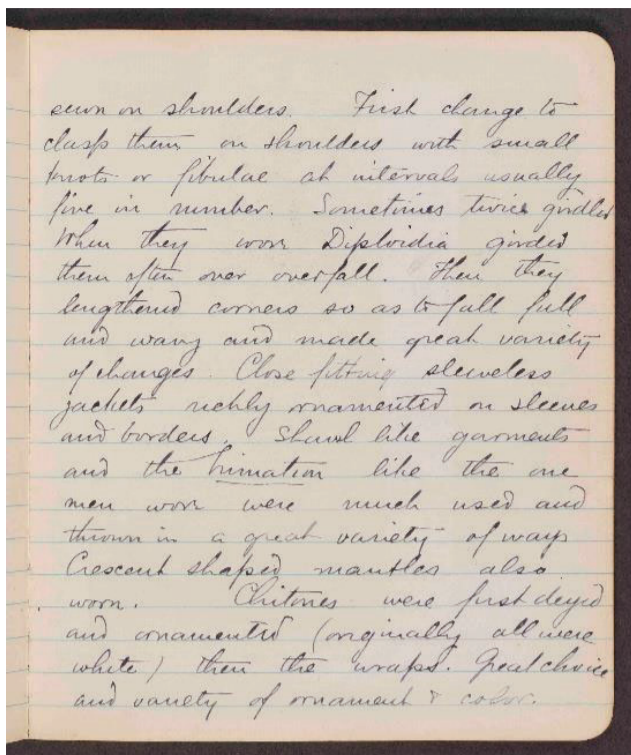 sewn on shoulders. First change to
clasp them on shoulders with small
knots or fibulae at intervals usually
five in number. Sometimes twice girdled
When they worn Diploidia girded
them often over overfall. Then they
lengthened corners so as to fall full
and wavy and made great variety
of changes. Close fitting sleeveless
jackets richly ornamented on sleeves
and borders. Shawl like garments
and the himation like the one
men worn were much used and
thrown in a great variety of ways
Crescent shaped mantles also
worn. Chitones were first deyed
and ornamented (originally all were
white) then the wraps. Great choice
and variety of ornament & color.